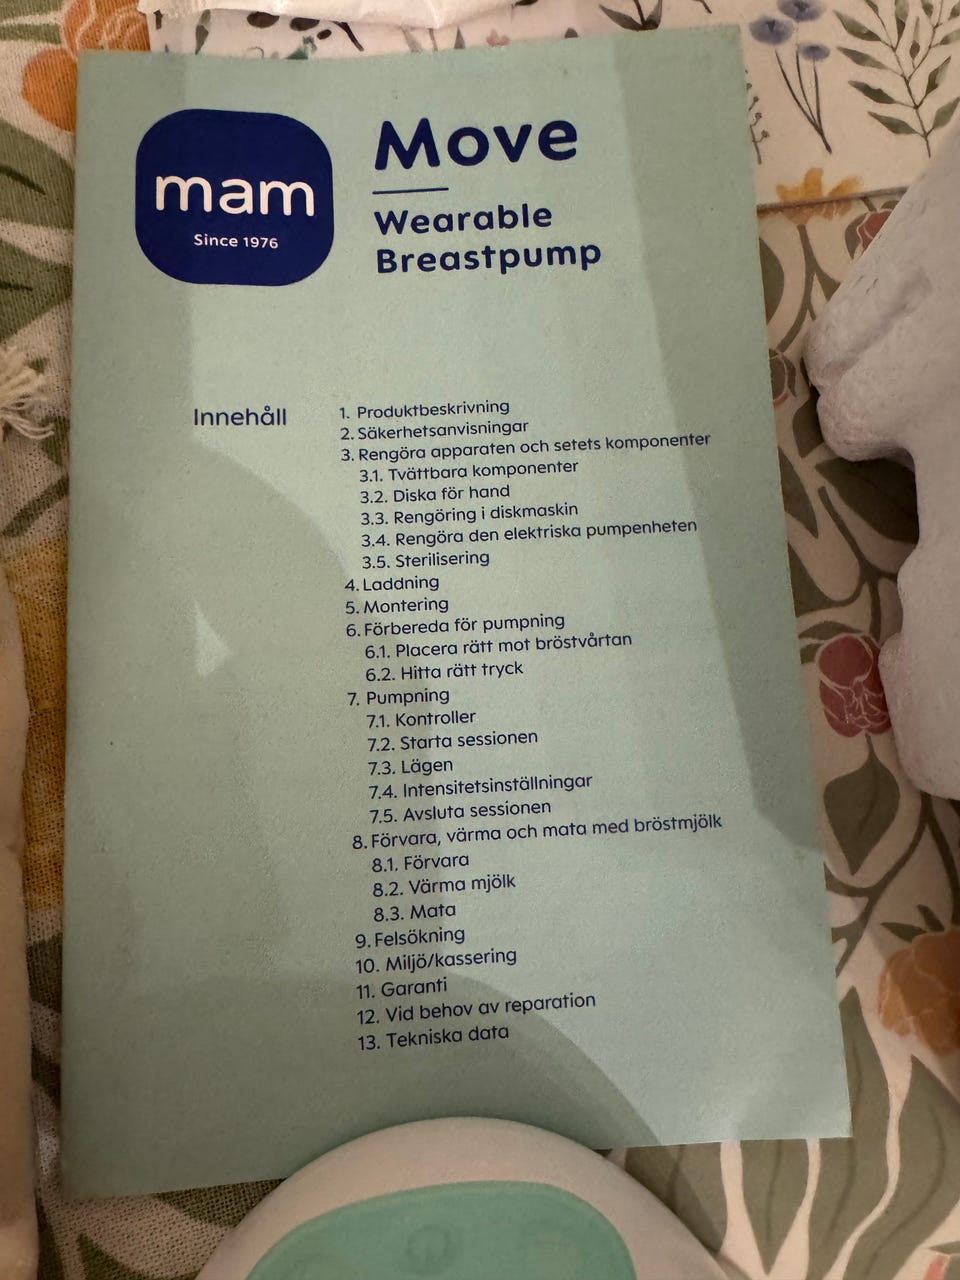 mam
Since 1976
Move
Wearable
Breastpump
Innehåll
1. Produktbeskrivning
2. Säkerhetsanvisningar
3. Rengöra apparaten och setets komponenter
3.1. Tvättbara komponenter
3.2. Diska för hand
3.3. Rengöring i diskmaskin
3.4. Rengöra den elektriska pumpenheten
3.5. Sterilisering
4. Laddning
5. Montering
6. Förbereda för pumpning
6.1. Placera rätt mot bröstvårtan
6.2. Hitta rätt tryck
7. Pumpning
7.1. Kontroller
7.2. Starta sessionen
7.3. Lägen
7.4. Intensitetsinställningar
7.5. Avsluta sessionen
8. Förvara, värma och mata med bröstmjölk
8.1. Förvara
8.2. Värma mjölk
8.3. Mata
9. Felsökning
10. Miljö/kassering
11. Garanti
12. Vid behov av reparation
13. Tekniska data